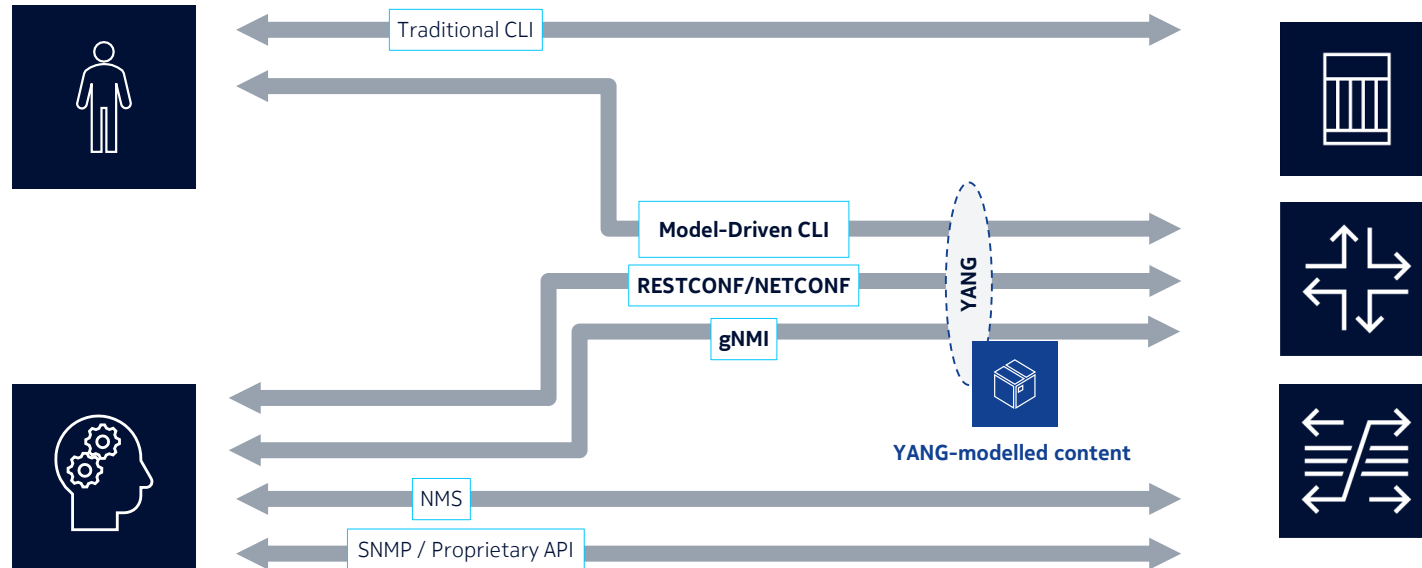 Traditional CLI
Model-Driven CLI
RESTCONF/NETCONF
gNMI
YANG
YANG-modelled content
NMS
SNMP / Proprietary API